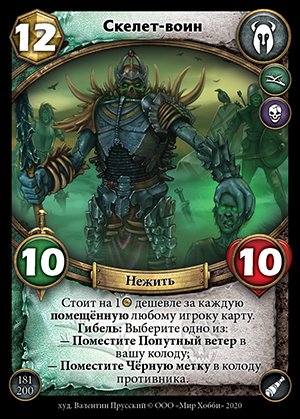 12
Скелет-воин
10
10
Нежить
Стоит на 1 дешевле за каждую
помещённую любому игроку карту.
Гибель: Выберите одно из:
— Поместите Попутный ветер в
вашу колоду;
— Поместите Чёрную метку в колоду
противника.
181
200
худ. Валентин Прусский © ООО «Мир Хобби» 2020